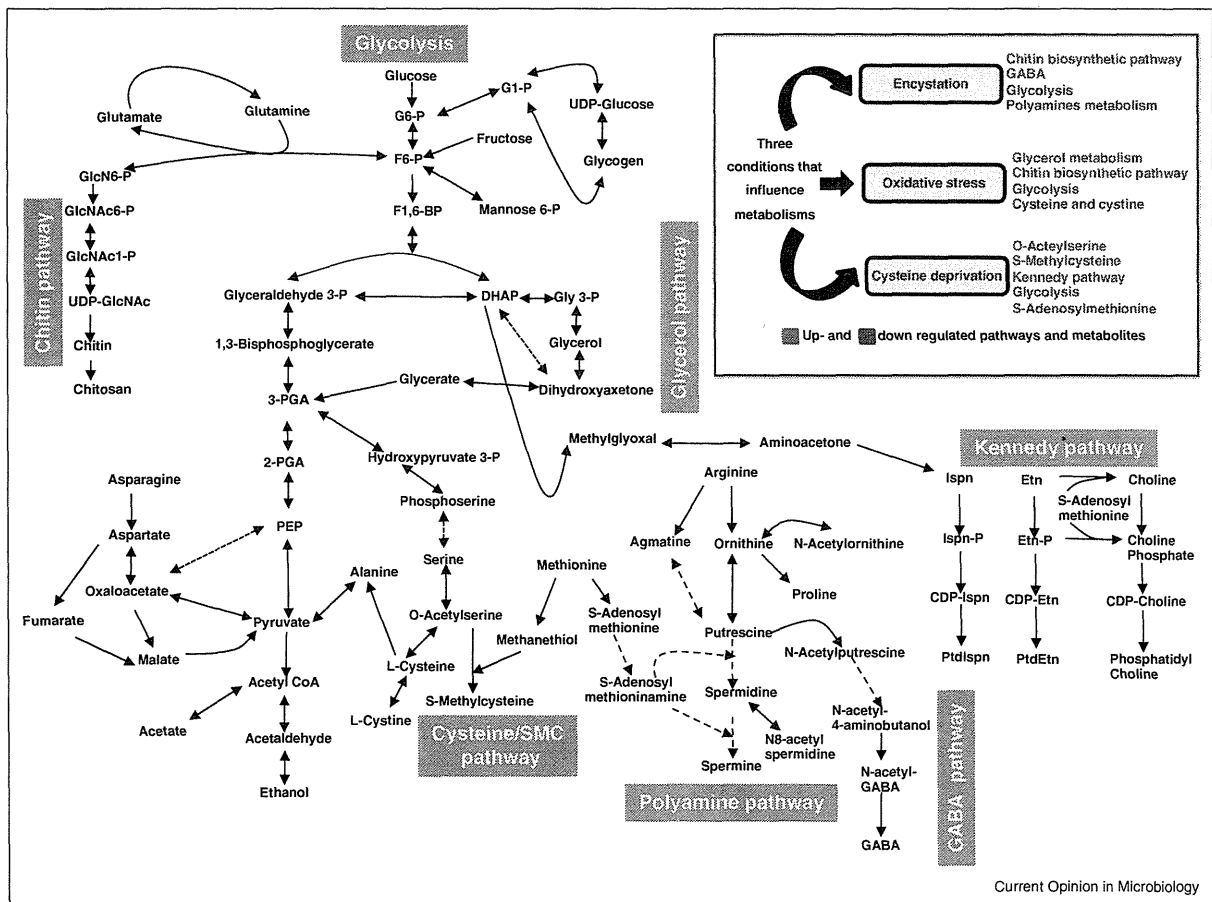 Glycolysis
Glucose
G6-P
G1-P
UDP-Glucose
Glycogen
Fructose
F6-P
Mannose 6-P
F1,6-BP
Glutamate
Glutamine
GlcN6-P
GlcNAc6-P
GlcNAc1-P
UDP-GlcNAc
Chitin
Chitosan
Chitin pathway
Glyceraldehyde 3-P
DHAP
Gly 3-P
Glycerol
Dihydroxyaxetone
Glycerol pathway
1,3-Bisphosphoglycerate
Glycerate
3-PGA
2-PGA
PEP
Pyruvate
Acetyl CoA
Acetate
Acetaldehyde
Ethanol
Asparagine
Aspartate
Oxaloacetate
Fumarate
Malate
Hydroxypyruvate 3-P
Phosphoserine
Serine
Alanine
O-Acetylserine
L-Cysteine
L-Cystine
S-Methylcysteine
Methionine
Methanethiol
S-Adenosyl
methionine
S-Adenosyl
methioninamine
Cysteine/SMC
pathway
Methylglyoxal
Aminoacetone
Arginine
Agmatine
Ornithine
N-Acetylornithine
Proline
Putrescine
N-Acetylputrescine
Spermidine
N8-acetyl
spermidine
Spermine
Polyamine pathway
N-acetyl-
4-aminobutanol
N-acetyl-
GABA
GABA
GABA pathway
Kennedy pathway
Ispn
Ispn-P
CDP-Ispn
PtdIspn
Etn
Etn-P
CDP-Etn
PtdEtn
S-Adenosyl
methionine
Choline
Choline
Phosphate
CDP-Choline
Phosphatidyl
Choline
Three
conditions that
influence
metabolisms
Encystation
Chitin biosynthetic pathway
GABA
Glycolysis
Polyamines metabolism
Oxidative stress
Glycerol metabolism
Chitin biosynthetic pathway
Glycolysis
Cysteine and cystine
Cysteine deprivation
O-Acteylserine
S-Methylcysteine
Kennedy pathway
Glycolysis
S-Adenosylmethionine
Up- and down regulated pathways and metabolites
Current Opinion in Microbiology